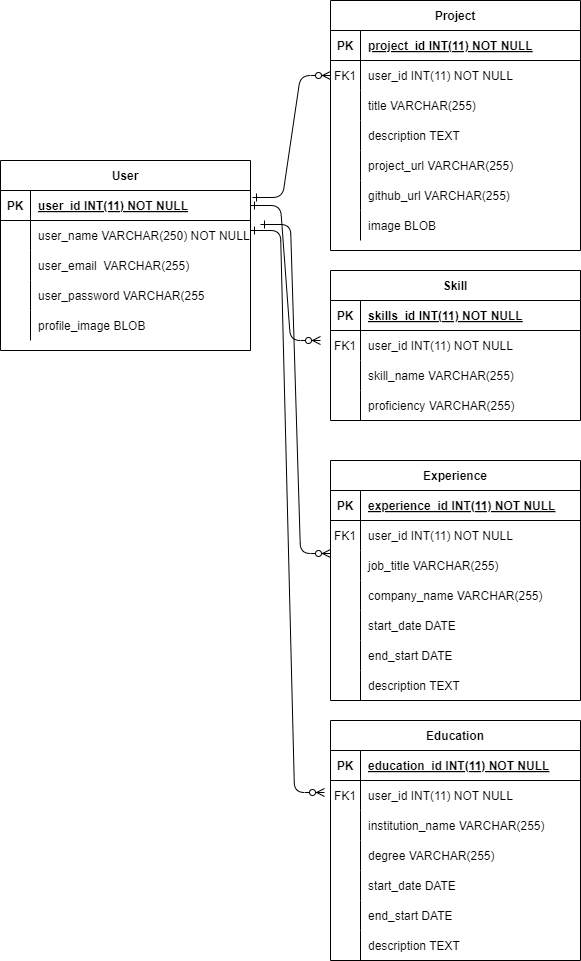 Project
PK project_id INT(11) NOT NULL
FK1 user_id INT(11) NOT NULL
title VARCHAR(255)
description TEXT
project_url VARCHAR(255)
github_url VARCHAR(255)
image BLOB
User
PK user_id INT(11) NOT NULL
user_name VARCHAR(250) NOT NULL
user_email VARCHAR(255)
user_password VARCHAR(255
profile_image BLOB
Skill
PK skills_id INT(11) NOT NULL
FK1 user_id INT(11) NOT NULL
skill_name VARCHAR(255)
proficiency VARCHAR(255)
Experience
PK experience_id INT(11) NOT NULL
FK1 user_id INT(11) NOT NULL
job_title VARCHAR(255)
company_name VARCHAR(255)
start_date DATE
end_start DATE
description TEXT
Education
PK education_id INT(11) NOT NULL
FK1 user_id INT(11) NOT NULL
institution_name VARCHAR(255)
degree VARCHAR(255)
start_date DATE
end_start DATE
description TEXT